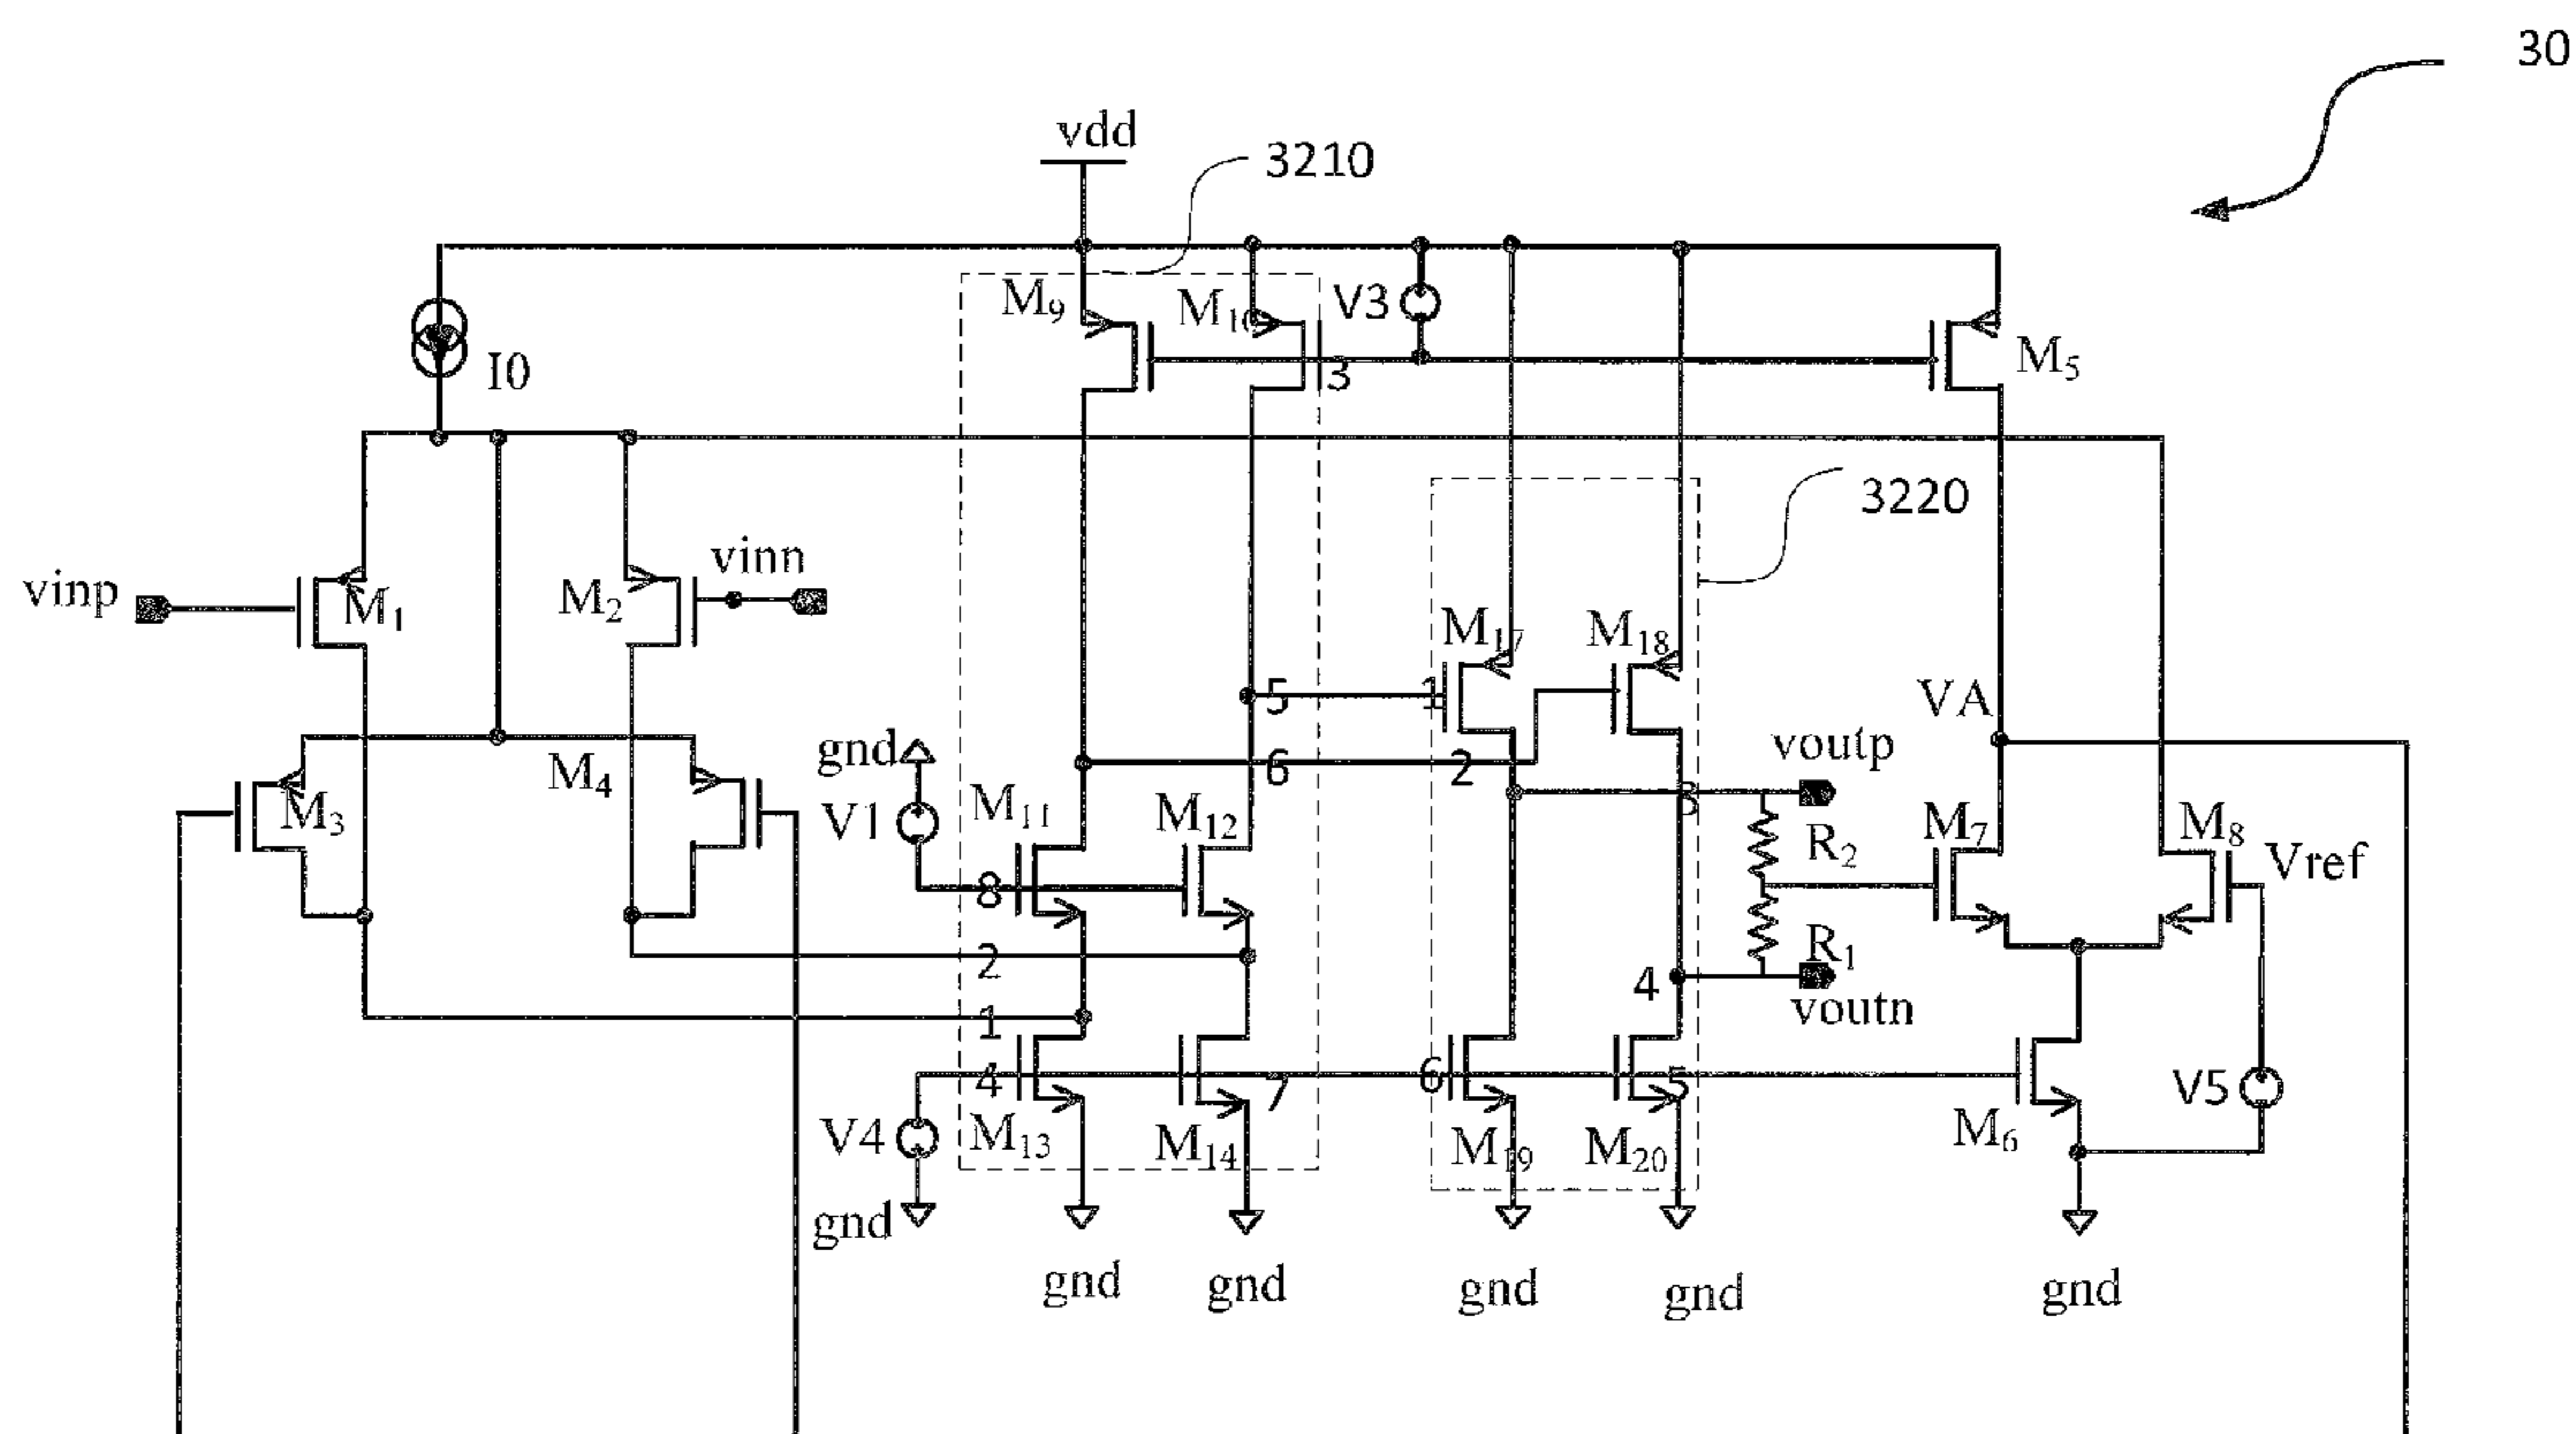 30
vdd
3210
M9
M10
V3
3
M5
I0
3220
vinp
M1
M2
vinn
M17
M18
5
1
VA
gnd
6
2
voutp
M3
M4
V1
M11
M12
3
R2
M7
M8
Vref
8
2
4
R1
voutn
1
4
7
6
5
V4
M13
M14
M19
M20
M6
V5
gnd
gnd
gnd
gnd
gnd
gnd